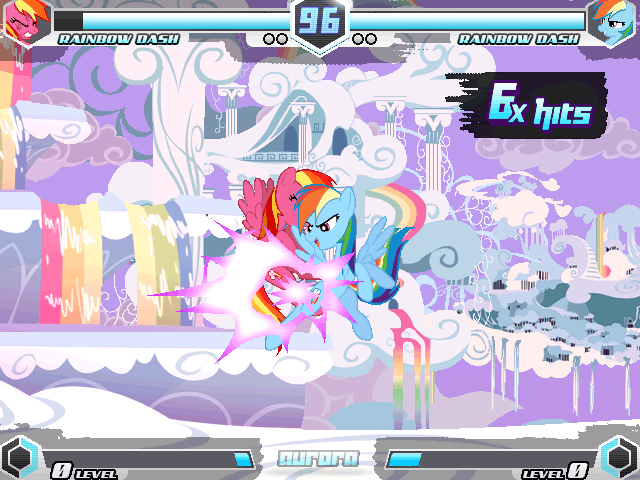 96
RAINBOW DASH
RAINBOW DASH
6x hits
0 LEVEL
aurora
LEVEL 0